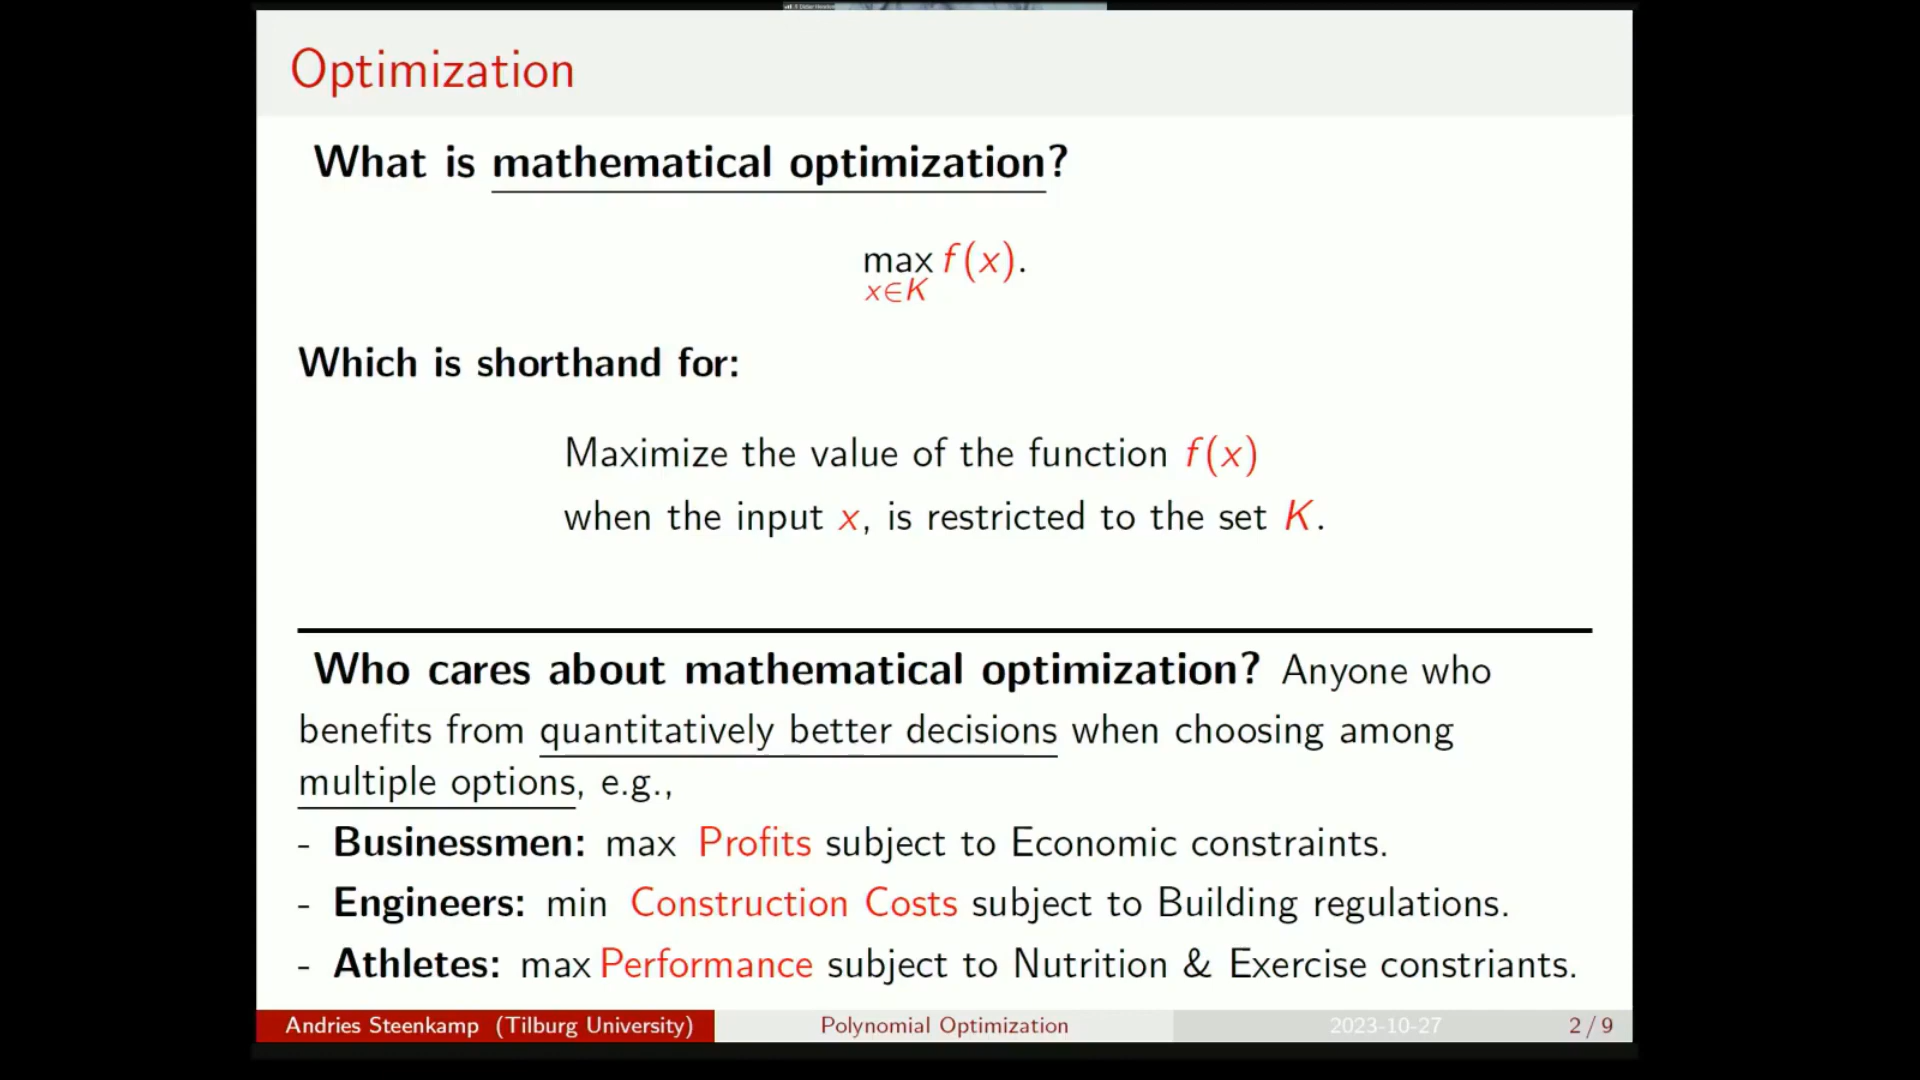 Optimization
What is mathematical optimization?
max f(x).
x∈K
Which is shorthand for:
Maximize the value of the function f(x)
when the input x, is restricted to the set K.
Who cares about mathematical optimization? Anyone who
benefits from quantitatively better decisions when choosing among
multiple options, e.g.,
- Businessmen: max Profits subject to Economic constraints.
- Engineers: min Construction Costs subject to Building regulations.
- Athletes: max Performance subject to Nutrition & Exercise constriants.
Andries Steenkamp (Tilburg University) Polynomial Optimization 2023-10-27 2 / 9